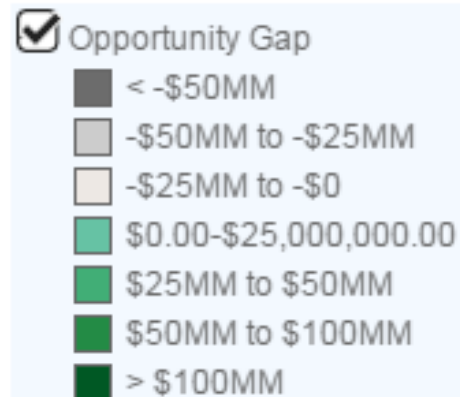 Opportunity Gap
< -$50MM
-$50MM to -$25MM
-$25MM to -$0
$0.00-$25,000,000.00
$25MM to $50MM
$50MM to $100MM
> $100MM